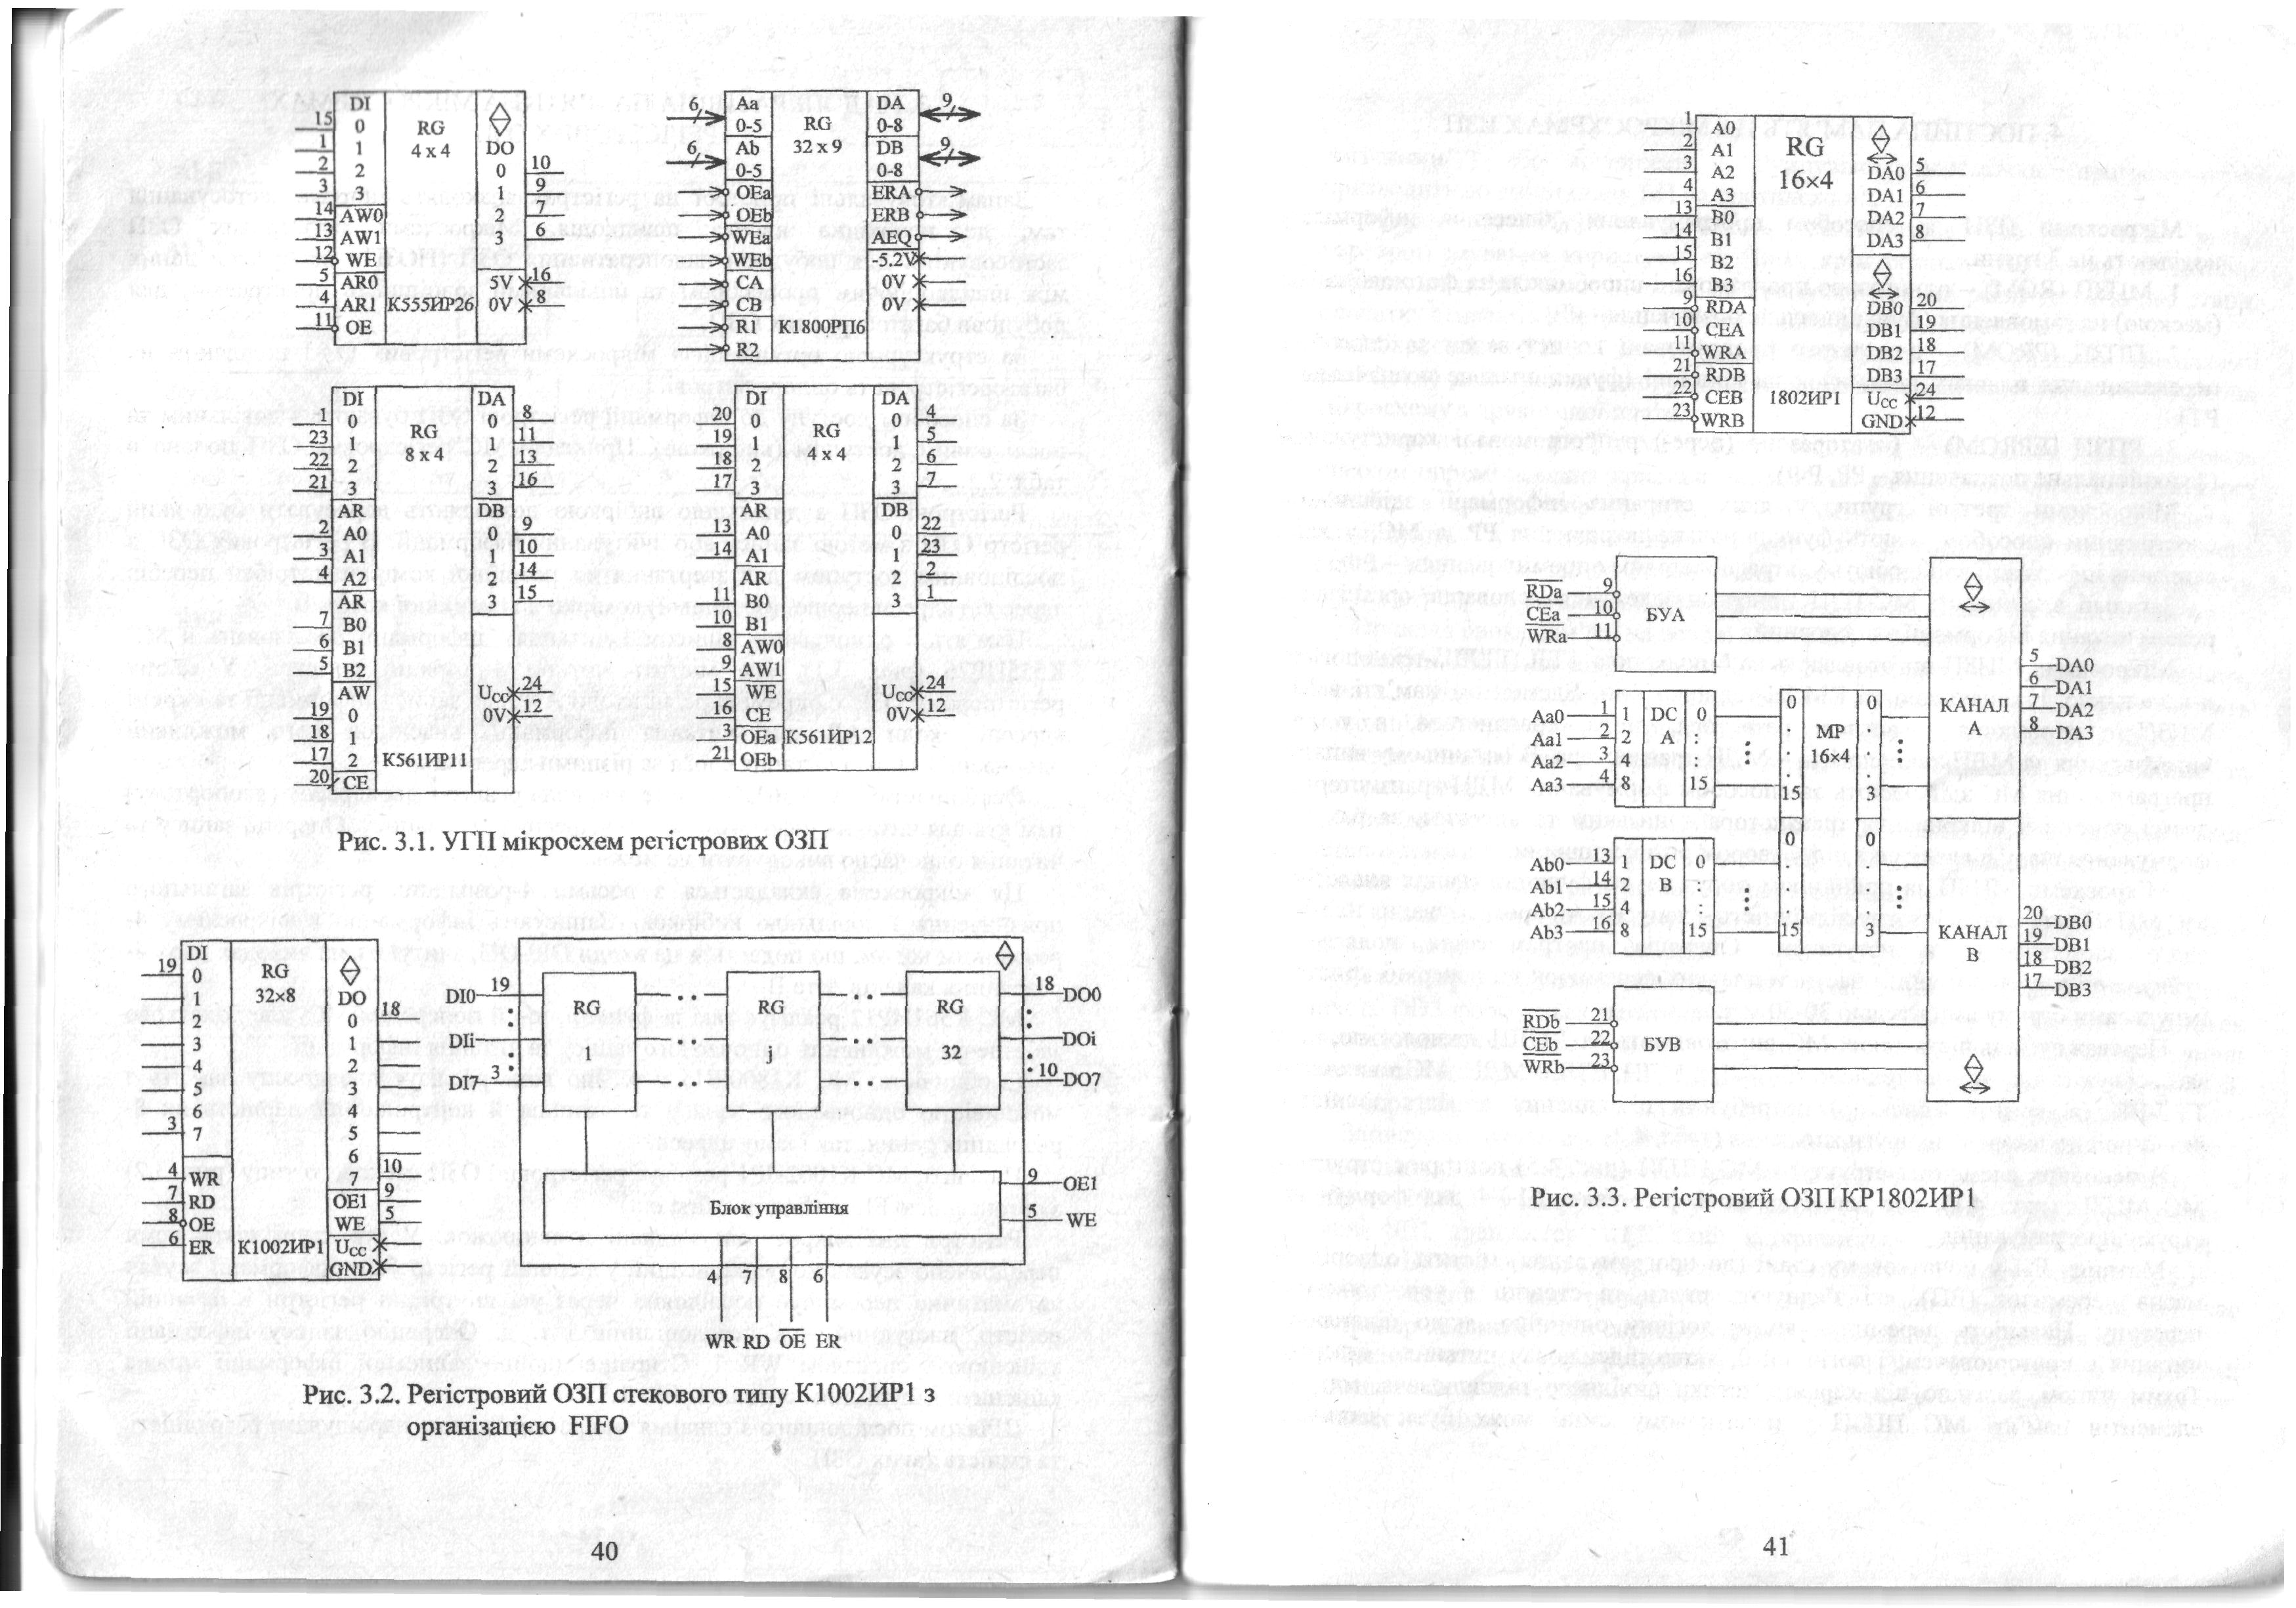 DI
15 0 RG DO
1 1 4 x 4
2 2 0 10
3 3 1 9
14 AW0 2 7
13 AW1 3 6
12 WE
5 AR0 5V 16
4 AR1 К555ИР26 0V 8
11 OE
6 Aa RG DA 9
0-5 32 x 9 0-8
6 Ab DB 9
0-5 0-8
OEa ERA
OEb ERB
WEa AEQ
WEb -5.2V
CA 0V
CB 0V
R1 К1800РП6
R2
DI RG DA
1 0 8 x 4 0 8
23 1 1 11
22 2 2 13
21 3 3 16
AR DB
2 A0 0 9
3 A1 1 10
4 A2 2 14
AR 3 15
7 B0
6 B1
5 B2
AW UCC 24
19 0 0V 12
18 1
17 2 К561ИР11
20 CE
DI RG DA
20 0 4 x 4 0 4
19 1 1 5
18 2 2 6
17 3 3 7
AR DB
13 A0 0 22
14 A1 1 23
AR 2 2
11 B0 3 1
10 B1
8 AW0
9 AW1
15 WE UCC 24
16 CE 0V 12
3 OEa К561ИР12
21 OEb
Рис. 3.1. УГП мікросхем регістрових ОЗП
DI RG
19 0 32×8 DO
1 0 18
2 1
3 2
4 3
5 4
6 5
3 7 6
4 WR 7 10
7 RD OE1 9
8 OE WE 5
6 ER К1002ИР1 UCC
GND
DI0 19 RG RG RG 18 DO0
DIi 1 j 32 DOi
DI7 3 10 DO7
Блок управління 9 OE1
5 WE
4 7 8 6
WR RD OE ER
Рис. 3.2. Регістровий ОЗП стекового типу К1002ИР1 з
організацією FIFO
40
1 A0 RG
2 A1 16×4
3 A2 DA0 5
4 A3 DA1 6
13 B0 DA2 7
14 B1 DA3 8
15 B2
16 B3
9 RDA DB0 20
10 CEA DB1 19
11 WRA DB2 18
21 RDB DB3 17
22 CEB 1802ИР1 UCC 24
23 WRB GND 12
RDa 9
CEa 10 БУА
WRa 11
Aa0 1 1 DC 0 0 МР 0
Aa1 2 2 A 16×4
Aa2 3 4
Aa3 4 8 15 15 3
КАНАЛ
A
5 DA0
6 DA1
7 DA2
8 DA3
Ab0 13 1 DC 0 0 0
Ab1 14 2 B
Ab2 15 4
Ab3 16 8 15 15 3
КАНАЛ
B
20 DB0
19 DB1
18 DB2
17 DB3
RDb 21
CEb 22 БУВ
WRb 23
Рис. 3.3. Регістровий ОЗП КР1802ИР1
41